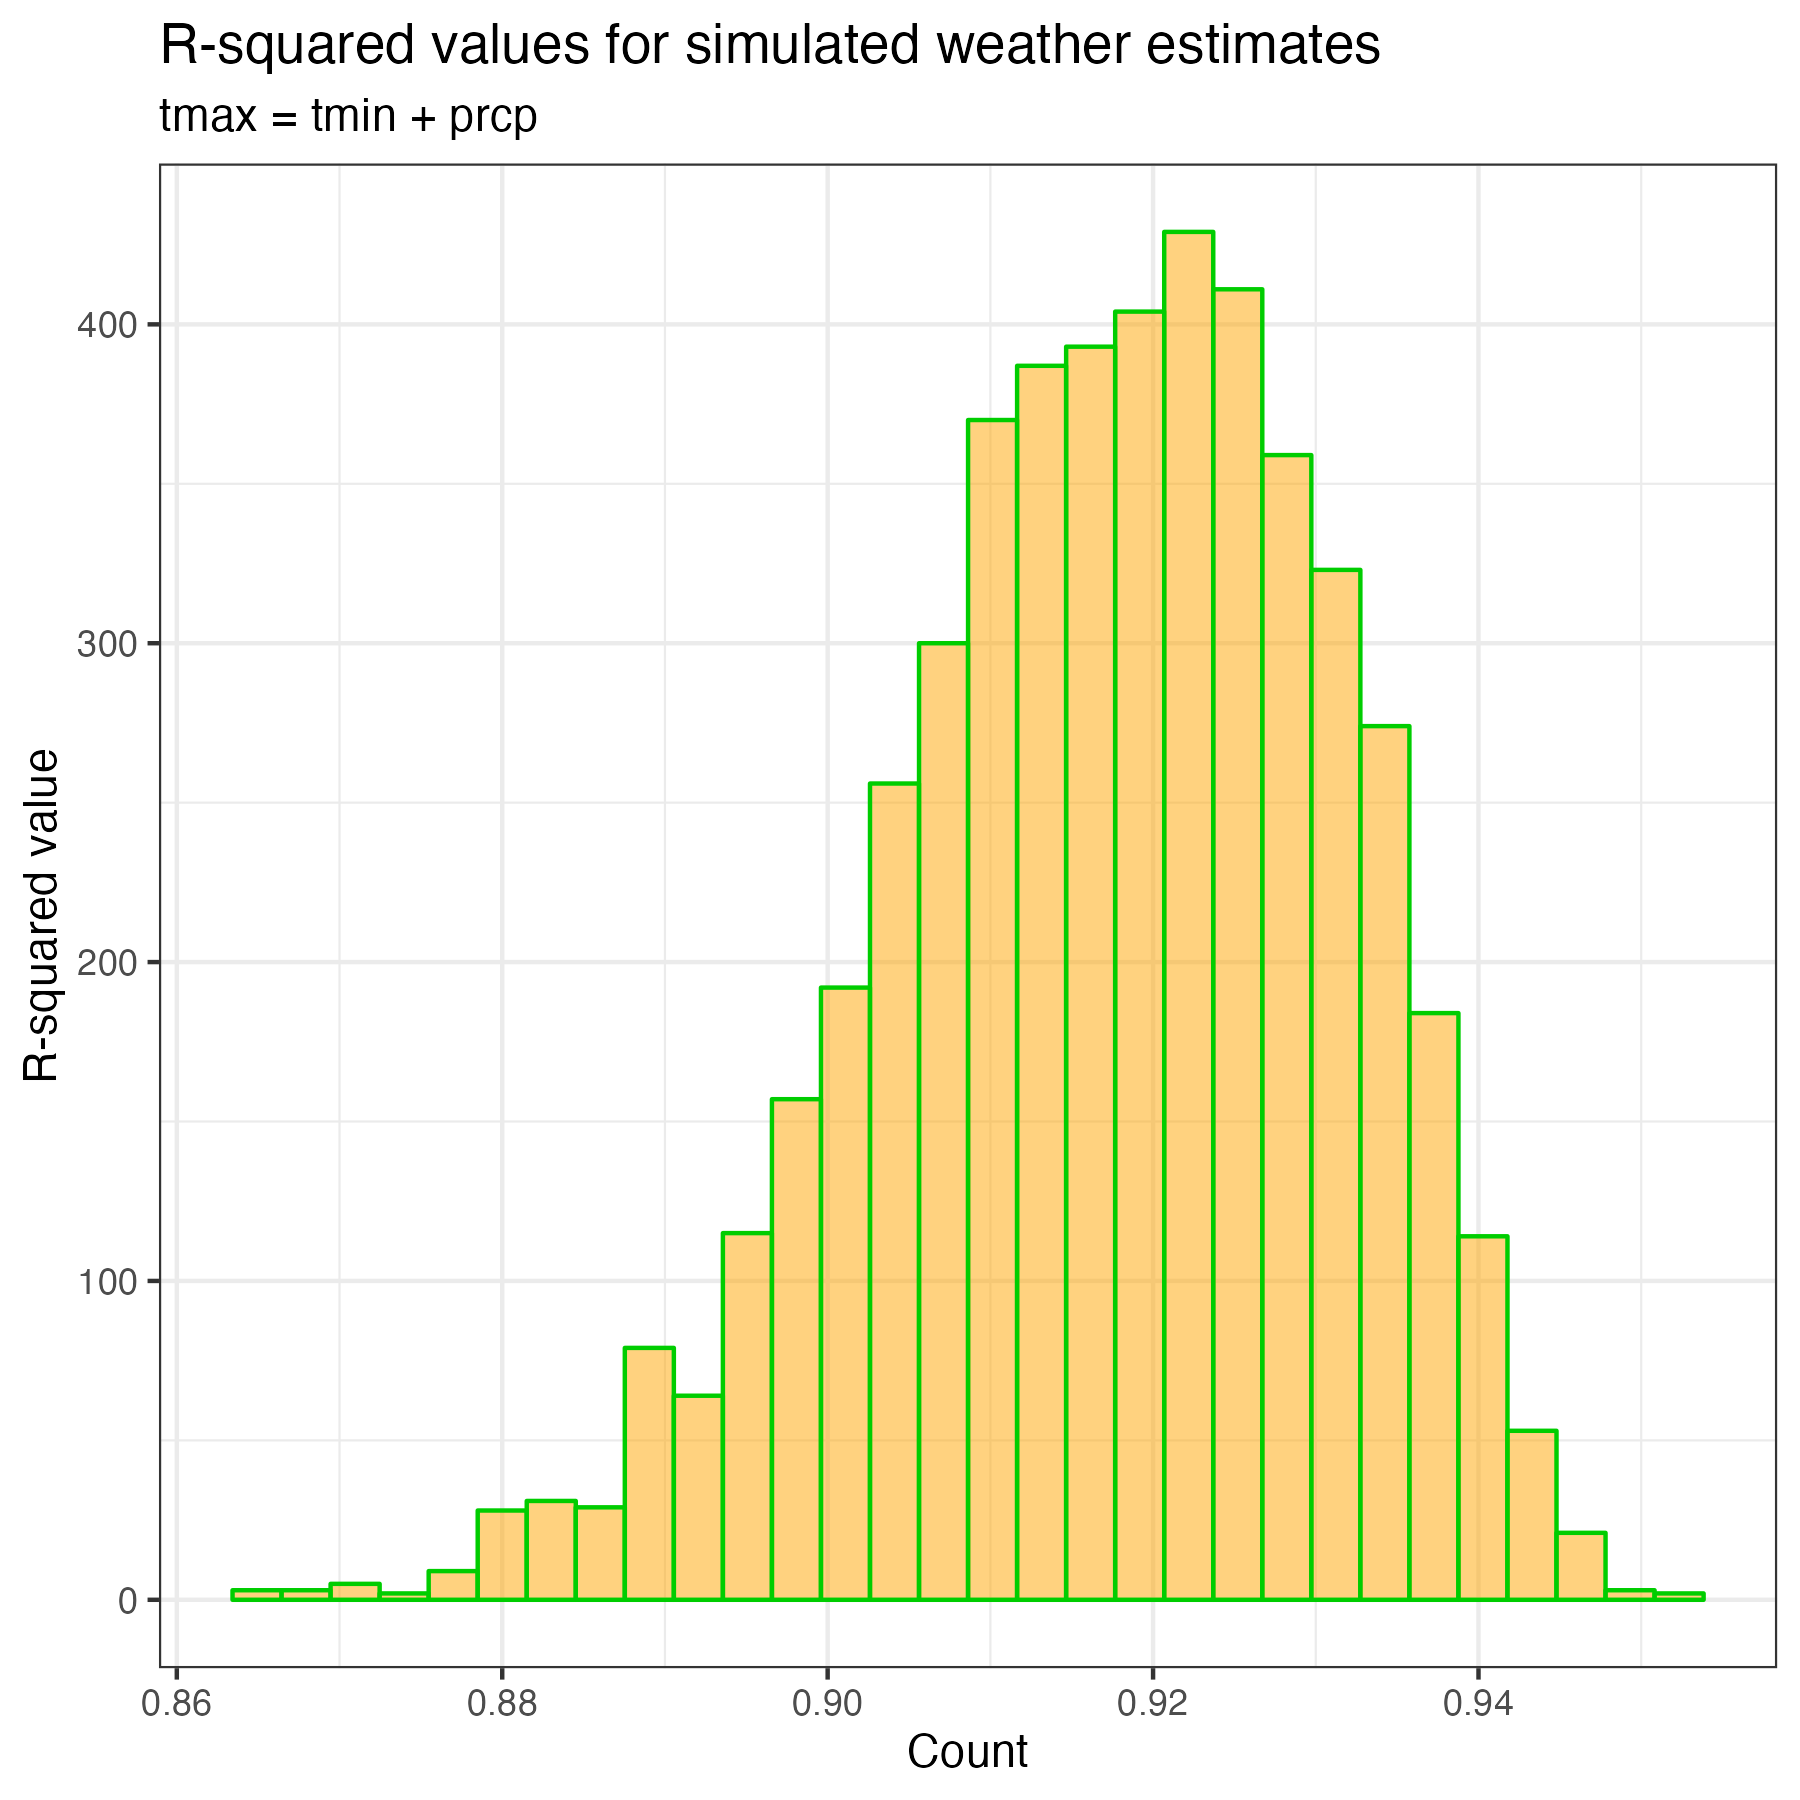 R-squared values for simulated weather estimates
tmax = tmin + prcp
R-squared value
400
300
200
100
0
0.86 0.88 0.90 0.92 0.94
Count